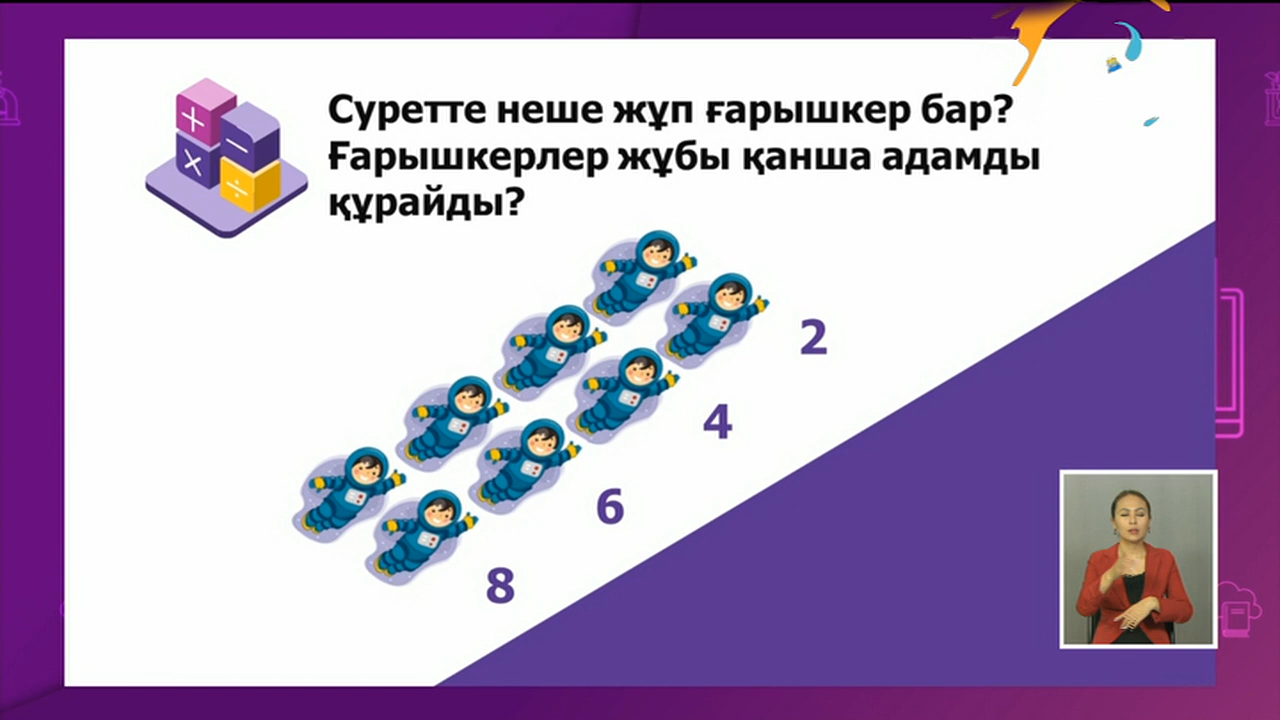 Суретте неше жұп ғарышкер бар?
Ғарышкерлер жұбы қанша адамды
құрайды?
2
4
6
8